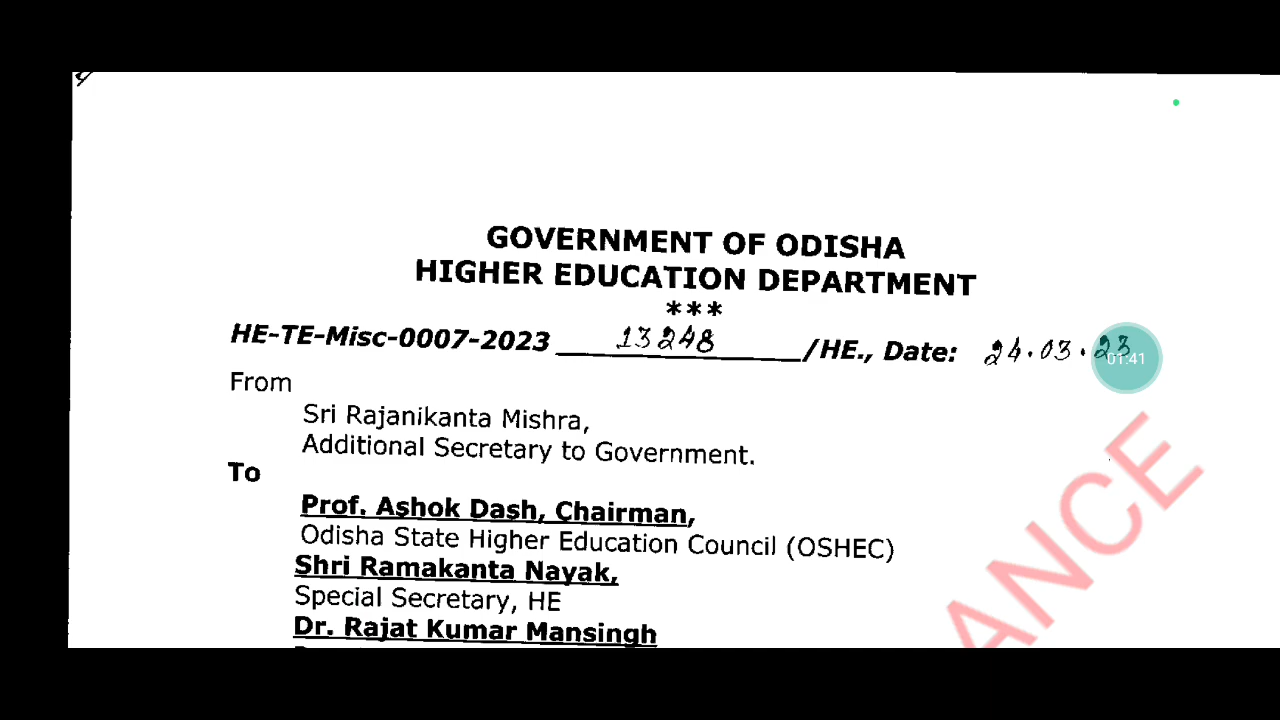 GOVERNMENT OF ODISHA
HIGHER EDUCATION DEPARTMENT
***
HE-TE-Misc-0007-2023 13248 /HE., Date: 24.03.23
01:41
From
Sri Rajanikanta Mishra,
Additional Secretary to Government.
To
Prof. Ashok Dash, Chairman,
Odisha State Higher Education Council (OSHEC)
Shri Ramakanta Nayak,
Special Secretary, HE
Dr. Rajat Kumar Mansingh
ANCE